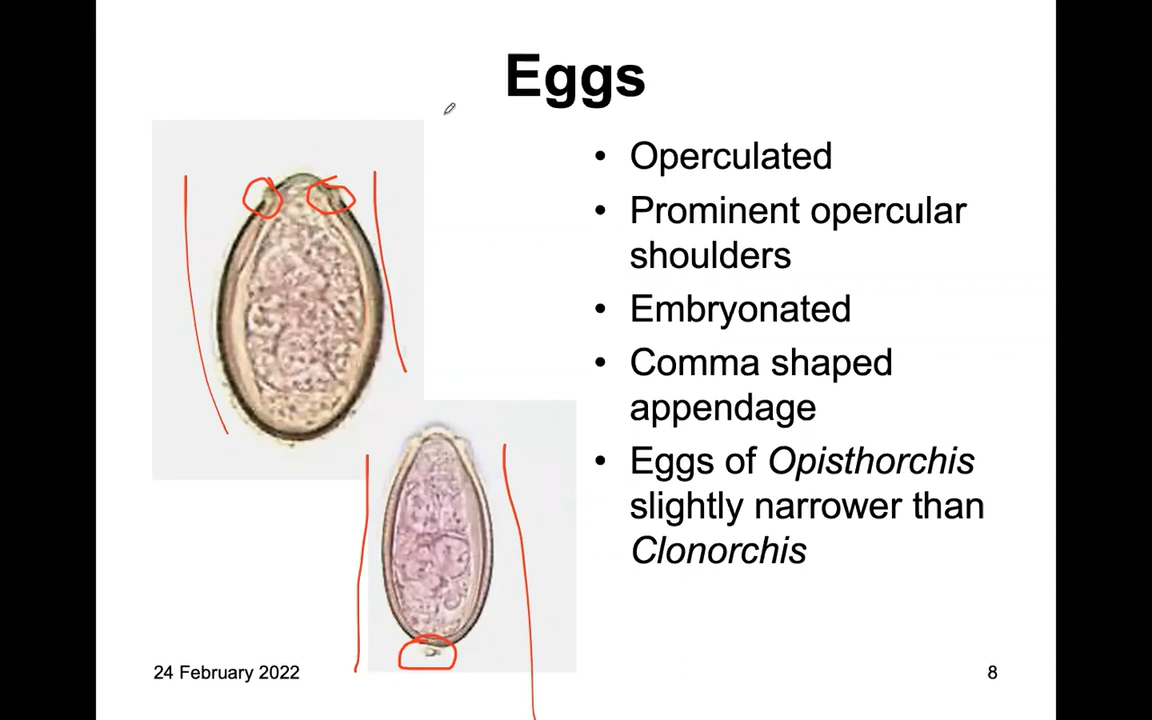 Eggs
• Operculated
• Prominent opercular
shoulders
• Embryonated
• Comma shaped
appendage
• Eggs of Opisthorchis
slightly narrower than
Clonorchis
24 February 2022
8